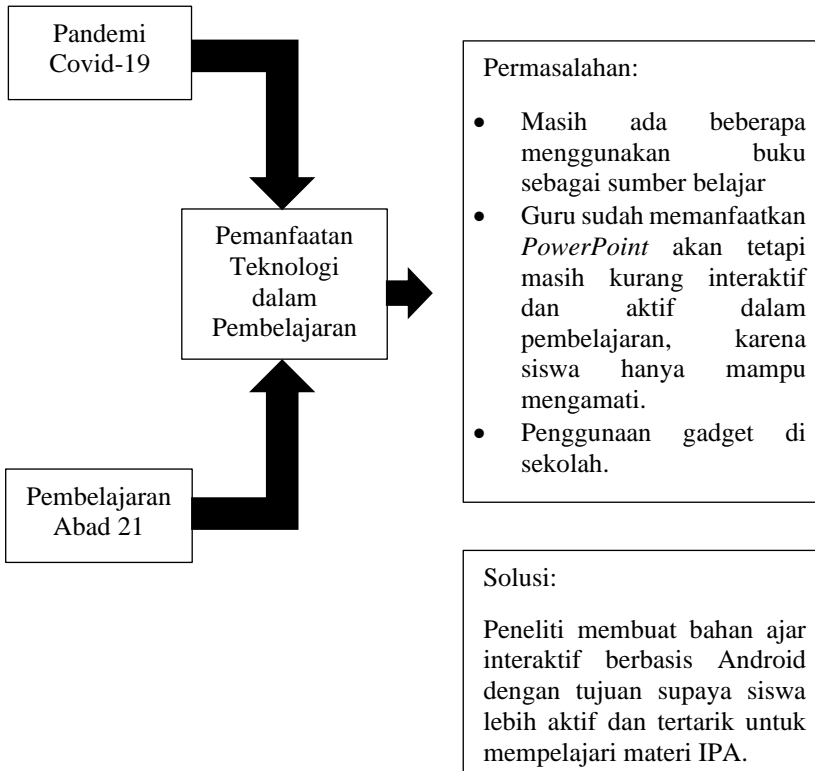 Pandemi
Covid-19
Pemanfaatan
Teknologi
dalam
Pembelajaran
Pembelajaran
Abad 21
Permasalahan:
• Masih ada beberapa
menggunakan buku
sebagai sumber belajar
• Guru sudah memanfaatkan
PowerPoint akan tetapi
masih kurang interaktif
dan aktif dalam
pembelajaran, karena
siswa hanya mampu
mengamati.
• Penggunaan gadget di
sekolah.
Solusi:
Peneliti membuat bahan ajar
interaktif berbasis Android
dengan tujuan supaya siswa
lebih aktif dan tertarik untuk
mempelajari materi IPA.